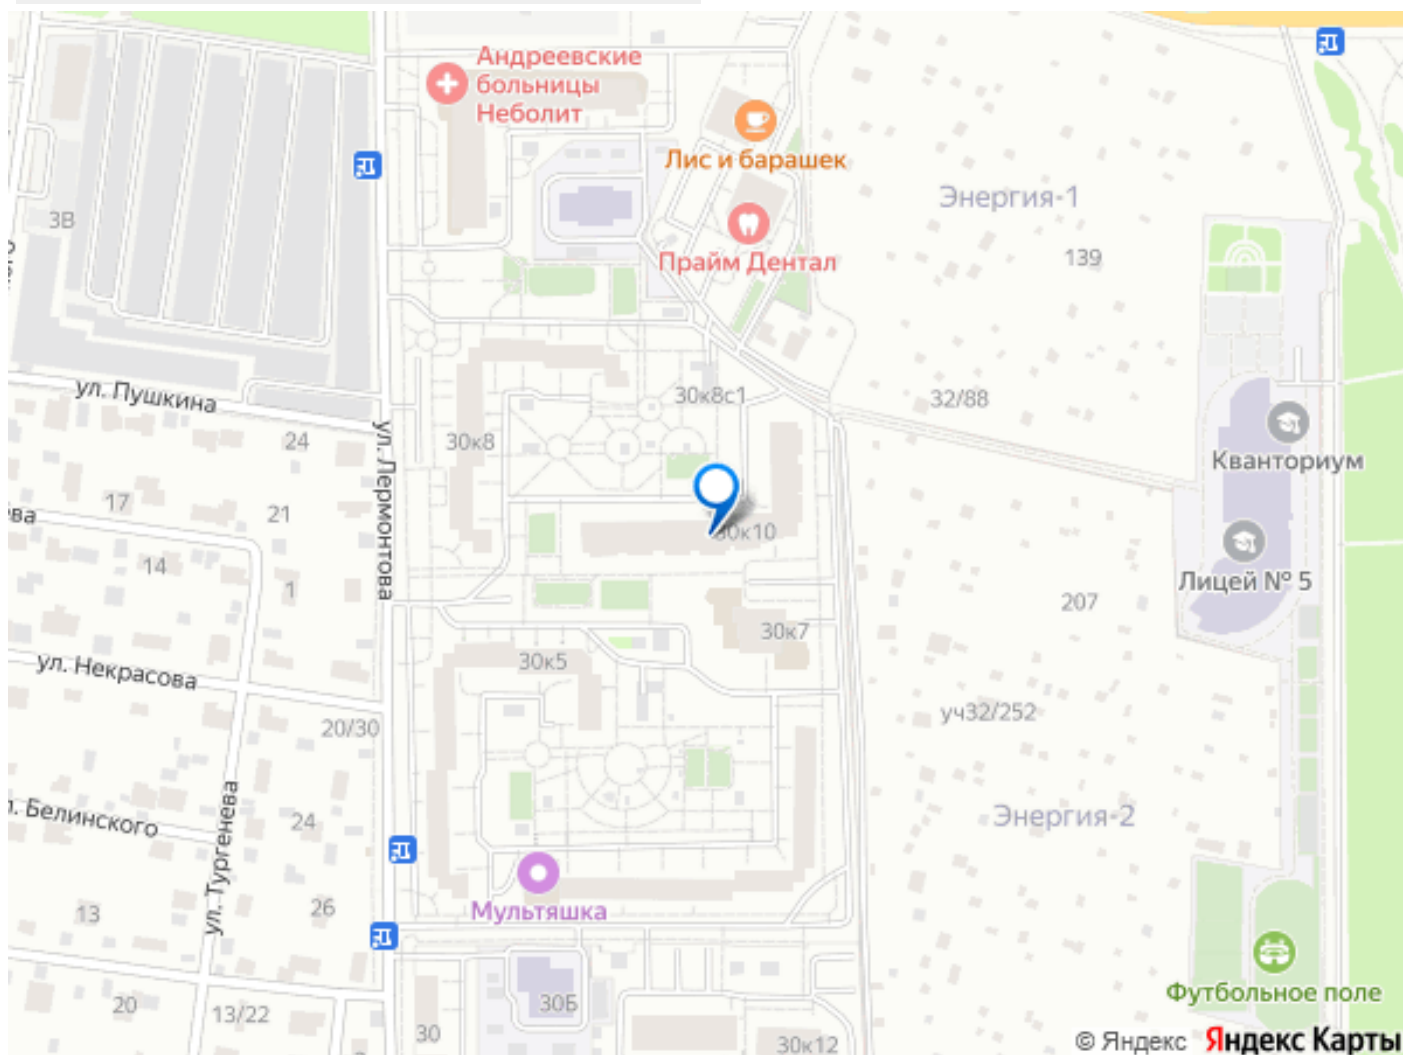 Андреевские
больницы
Неболит
Лис и барашек
Энергия-1
3В
Прайм Дентал
139
ул. Пушкина
30к8с1
32/88
24
30к8
ул. Лермонтова
Кванториум
17
21
30к10
14
Лицей № 5
1
207
30к7
ул. Некрасова
30к5
20/30
уч32/252
ул. Тургенева
л. Белинского
24
Энергия-2
13
26
Мультяшка
20
13/22
30
30Б
Футбольное поле
30к12
© Яндекс Яндекс Карты